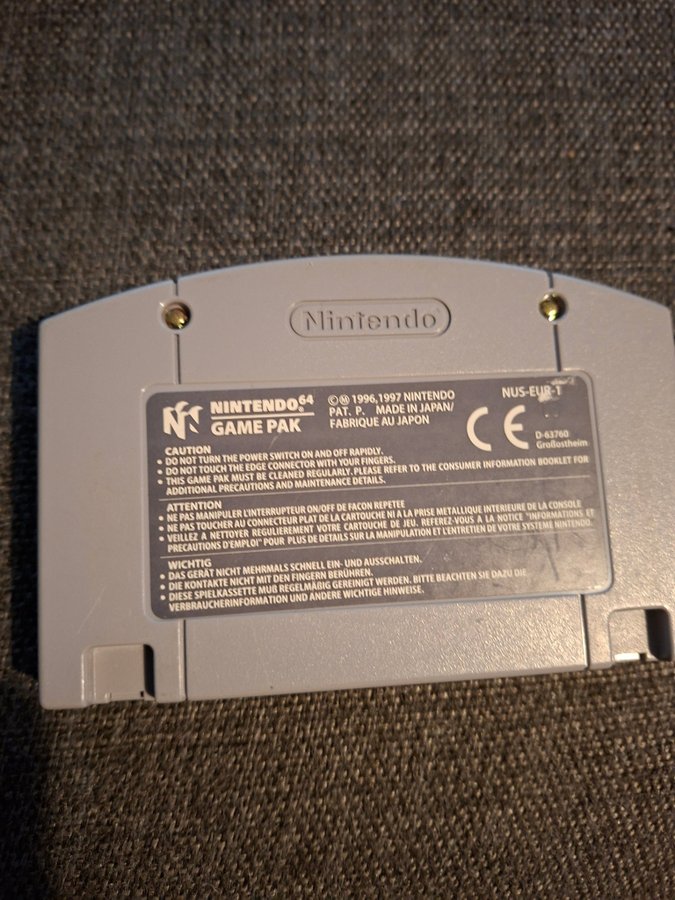 Nintendo
NINTENDO 64
GAME PAK
©Ⓜ 1996,1997 NINTENDO
PAT. P. MADE IN JAPAN/
FABRIQUE AU JAPON
NUS-EUR-1
CE
D-63760
Großostheim
CAUTION
• DO NOT TURN THE POWER SWITCH ON AND OFF RAPIDLY.
• DO NOT TOUCH THE EDGE CONNECTOR WITH YOUR FINGERS.
• THIS GAME PAK MUST BE CLEANED REGULARLY. PLEASE REFER TO THE CONSUMER INFORMATION BOOKLET FOR
ADDITIONAL PRECAUTIONS AND MAINTENANCE DETAILS.
ATTENTION
• NE PAS MANIPULER L'INTERRUPTEUR ON/OFF DE FACON REPETEE
• NE PAS TOUCHER AU CONNECTEUR PLAT DE LA CARTOUCHE NI A LA PRISE METALLIQUE INTERIEURE DE LA CONSOLE
• VEILLEZ A NETTOYER REGULIEREMENT VOTRE CARTOUCHE DE JEU. REFEREZ-VOUS A LA NOTICE "INFORMATIONS ET
PRECAUTIONS D'EMPLOI" POUR PLUS DE DETAILS SUR LA MANIPULATION ET L'ENTRETIEN DE VOTRE SYSTEME NINTENDO.
WICHTIG
• DAS GERÄT NICHT MEHRMALS SCHNELL EIN- UND AUSSCHALTEN.
• DIE KONTAKTE NICHT MIT DEN FINGERN BERÜHREN.
• DIESE SPIELKASSETTE MUß REGELMÄßIG GEREINIGT WERDEN. BITTE BEACHTEN SIE DAZU DIE
VERBRAUCHERINFORMATION UND ANDERE WICHTIGE HINWEISE.